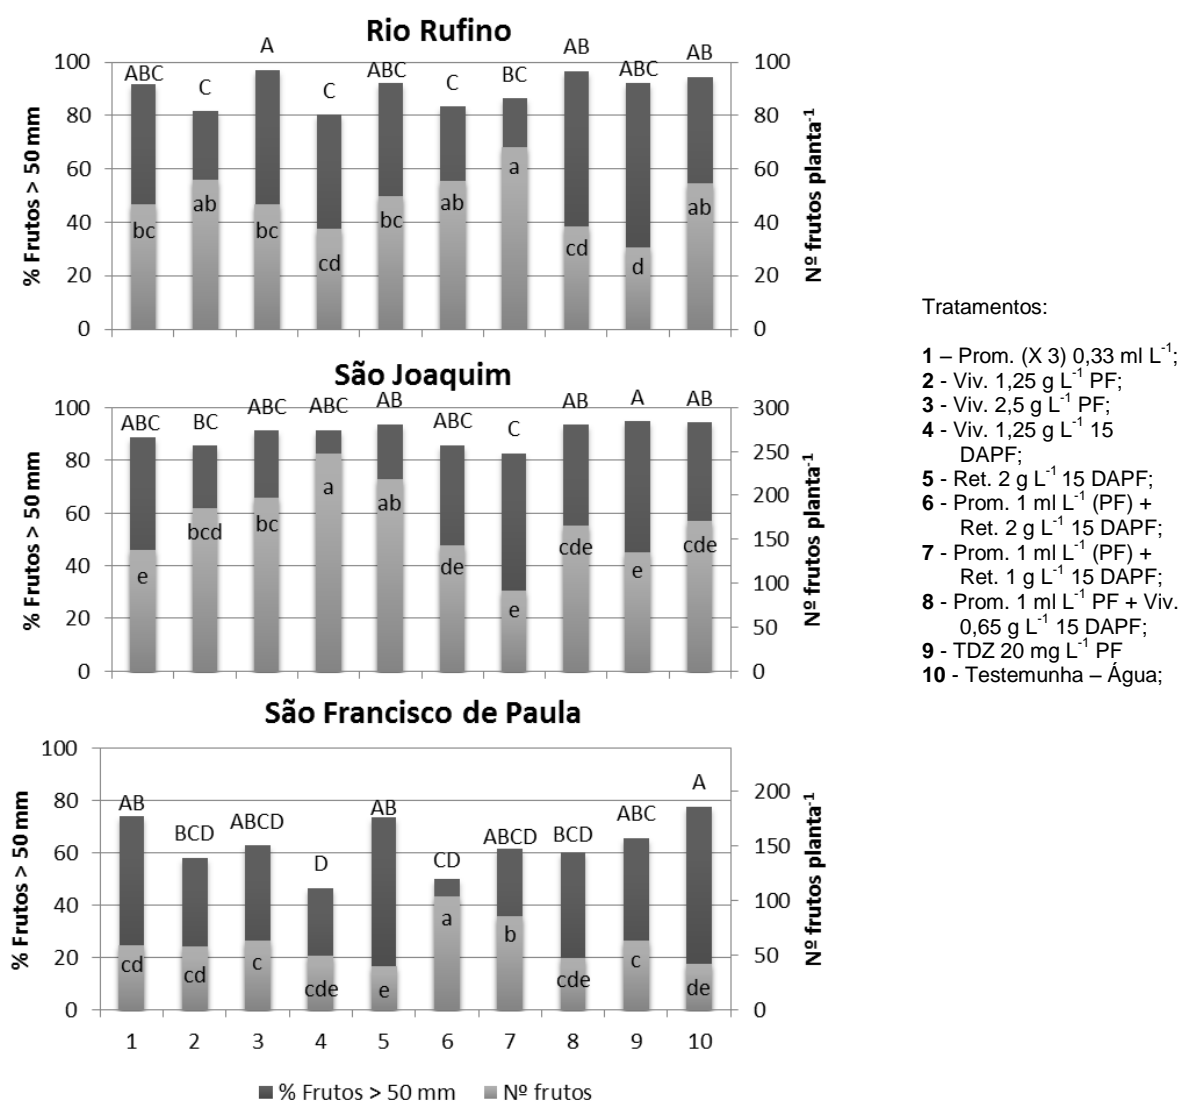 Rio Rufino
% Frutos > 50 mm
100
80
60
40
20
0
ABC
C
A
C
ABC
C
BC
AB
ABC
AB
bc
ab
bc
cd
bc
ab
a
cd
d
ab
100
80
60
40
20
0
Nº frutos planta⁻¹
São Joaquim
% Frutos > 50 mm
100
80
60
40
20
0
ABC
BC
ABC
ABC
AB
ABC
C
AB
A
AB
e
bcd
bc
a
ab
de
e
cde
e
cde
300
250
200
150
100
50
0
Nº frutos planta⁻¹
São Francisco de Paula
% Frutos > 50 mm
100
80
60
40
20
0
AB
BCD
ABCD
D
AB
CD
ABCD
BCD
ABC
A
cd
cd
c
cde
e
a
b
cde
c
de
200
150
100
50
0
Nº frutos planta⁻¹
1 2 3 4 5 6 7 8 9 10
% Frutos > 50 mm Nº frutos
Tratamentos:
1 – Prom. (X 3) 0,33 ml L⁻¹;
2 - Viv. 1,25 g L⁻¹ PF;
3 - Viv. 2,5 g L⁻¹ PF;
4 - Viv. 1,25 g L⁻¹ 15
DAPF;
5 - Ret. 2 g L⁻¹ 15 DAPF;
6 - Prom. 1 ml L⁻¹ (PF) +
Ret. 2 g L⁻¹ 15 DAPF;
7 - Prom. 1 ml L⁻¹ (PF) +
Ret. 1 g L⁻¹ 15 DAPF;
8 - Prom. 1 ml L⁻¹ PF + Viv.
0,65 g L⁻¹ 15 DAPF;
9 - TDZ 20 mg L⁻¹ PF
10 - Testemunha – Água;